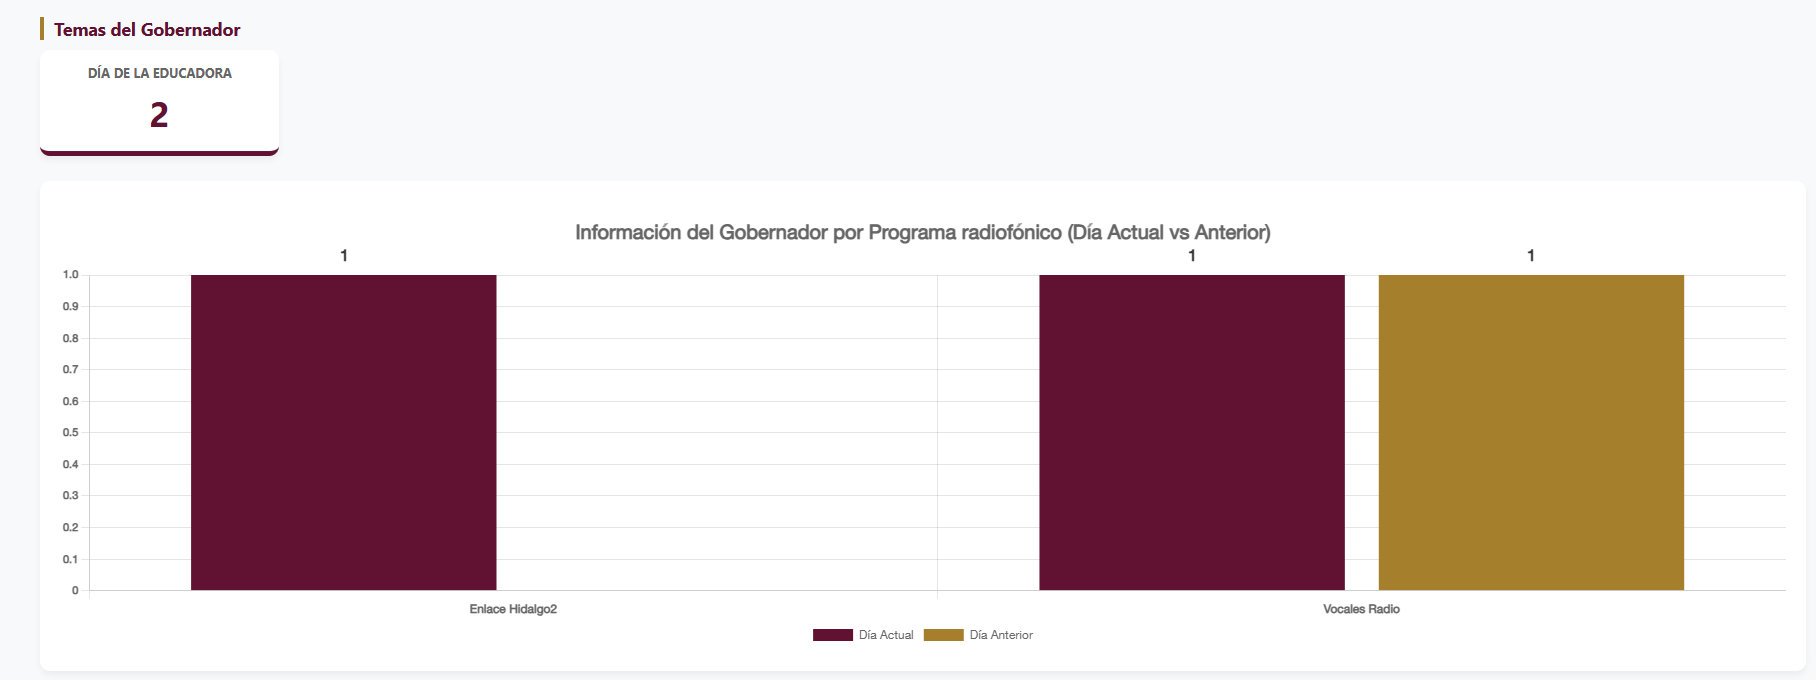 Temas del Gobernador
DÍA DE LA EDUCADORA
2
Información del Gobernador por Programa radiofónico (Día Actual vs Anterior)
1 1 1
1.0
0.9
0.8
0.7
0.6
0.5
0.4
0.3
0.2
0.1
0
Enlace Hidalgo2 Vocales Radio
Día Actual Día Anterior